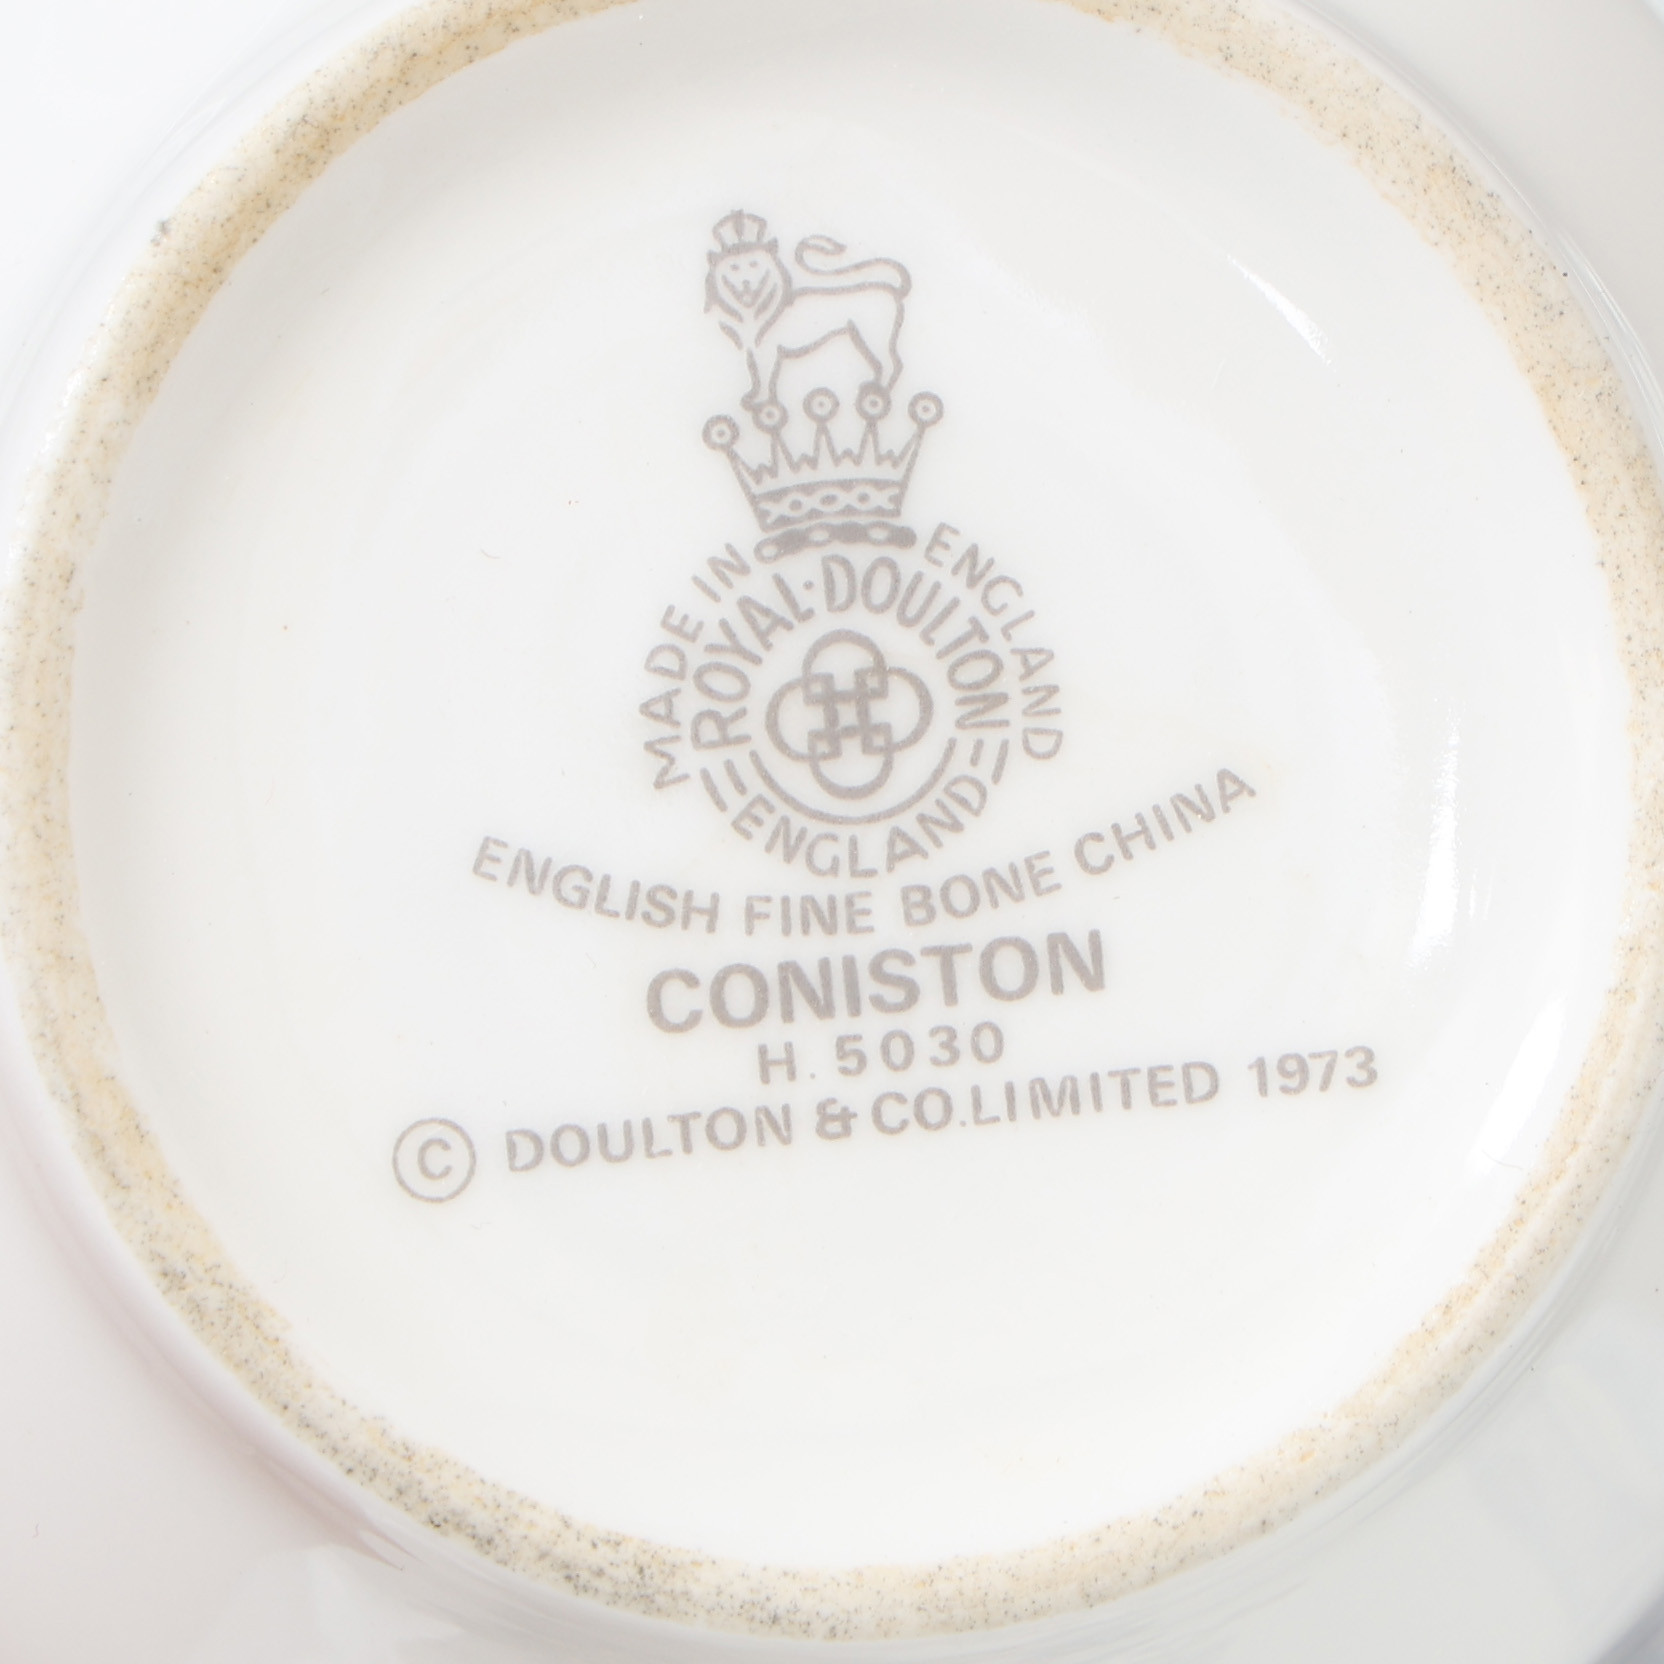 MADE IN ENGLAND
ROYAL·DOULTON
ENGLAND
ENGLISH FINE BONE CHINA
CONISTON
H. 5030
© DOULTON & CO. LIMITED 1973